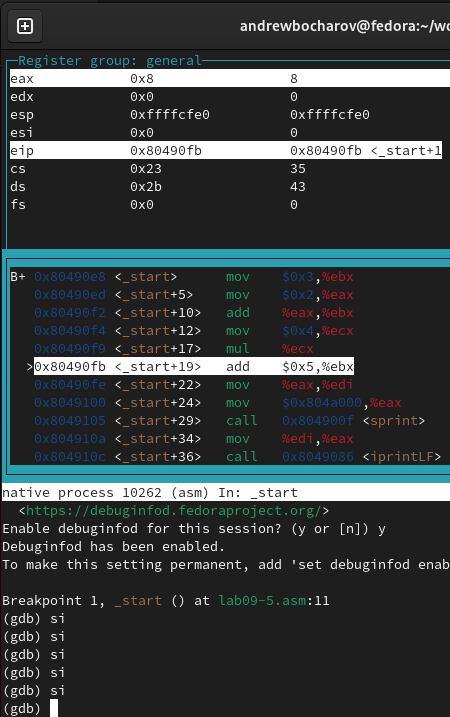 andrewbocharov@fedora:~/wo
Register group: general
eax 0x8 8
edx 0x0 0
esp 0xffffcfe0 0xffffcfe0
esi 0x0 0
eip 0x80490fb 0x80490fb <_start+1
cs 0x23 35
ds 0x2b 43
fs 0x0 0
B+ 0x80490e8 <_start> mov $0x3,%ebx
0x80490ed <_start+5> mov $0x2,%eax
0x80490f2 <_start+10> add %eax,%ebx
0x80490f4 <_start+12> mov $0x4,%ecx
0x80490f9 <_start+17> mul %ecx
>0x80490fb <_start+19> add $0x5,%ebx
0x80490fe <_start+22> mov %eax,%edi
0x8049100 <_start+24> mov $0x804a000,%eax
0x8049105 <_start+29> call 0x804900f <sprint>
0x804910a <_start+34> mov %edi,%eax
0x804910c <_start+36> call 0x8049086 <iprintLF>
native process 10262 (asm) In: _start
<https://debuginfod.fedoraproject.org/>
Enable debuginfod for this session? (y or [n]) y
Debuginfod has been enabled.
To make this setting permanent, add 'set debuginfod enab
Breakpoint 1, _start () at lab09-5.asm:11
(gdb) si
(gdb) si
(gdb) si
(gdb) si
(gdb) si
(gdb)